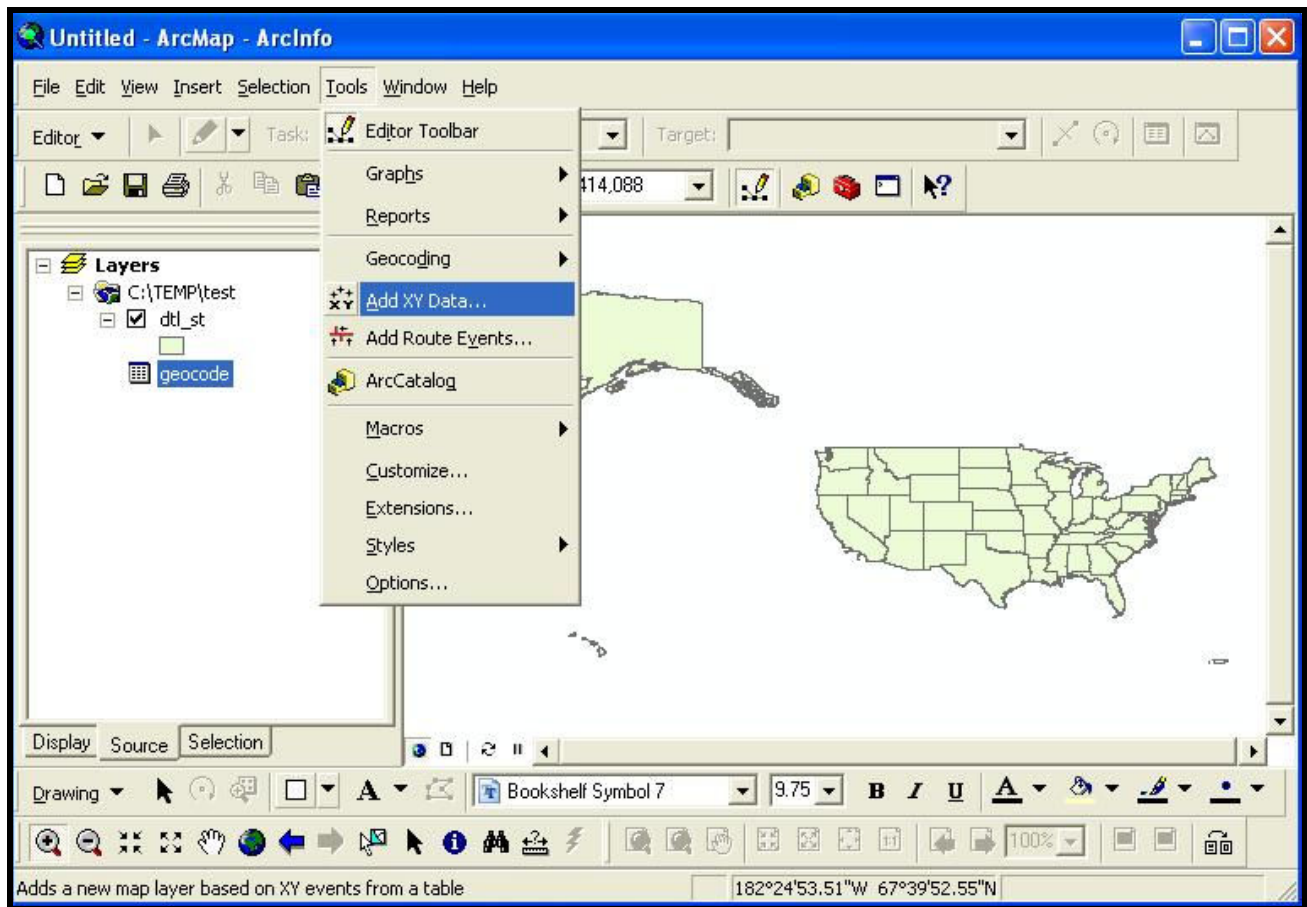 Untitled - ArcMap - ArcInfo
File Edit View Insert Selection Tools Window Help
Editor Task: Target:
414,088
Editor Toolbar
Graphs
Reports
Geocoding
Add XY Data...
Add Route Events...
ArcCatalog
Macros
Customize...
Extensions...
Styles
Options...
Layers
C:\TEMP\test
dtl_st
geocode
Display Source Selection
Drawing A Bookshelf Symbol 7 9.75 B I U A
100%
Adds a new map layer based on XY events from a table 182°24'53.51"W 67°39'52.55"N